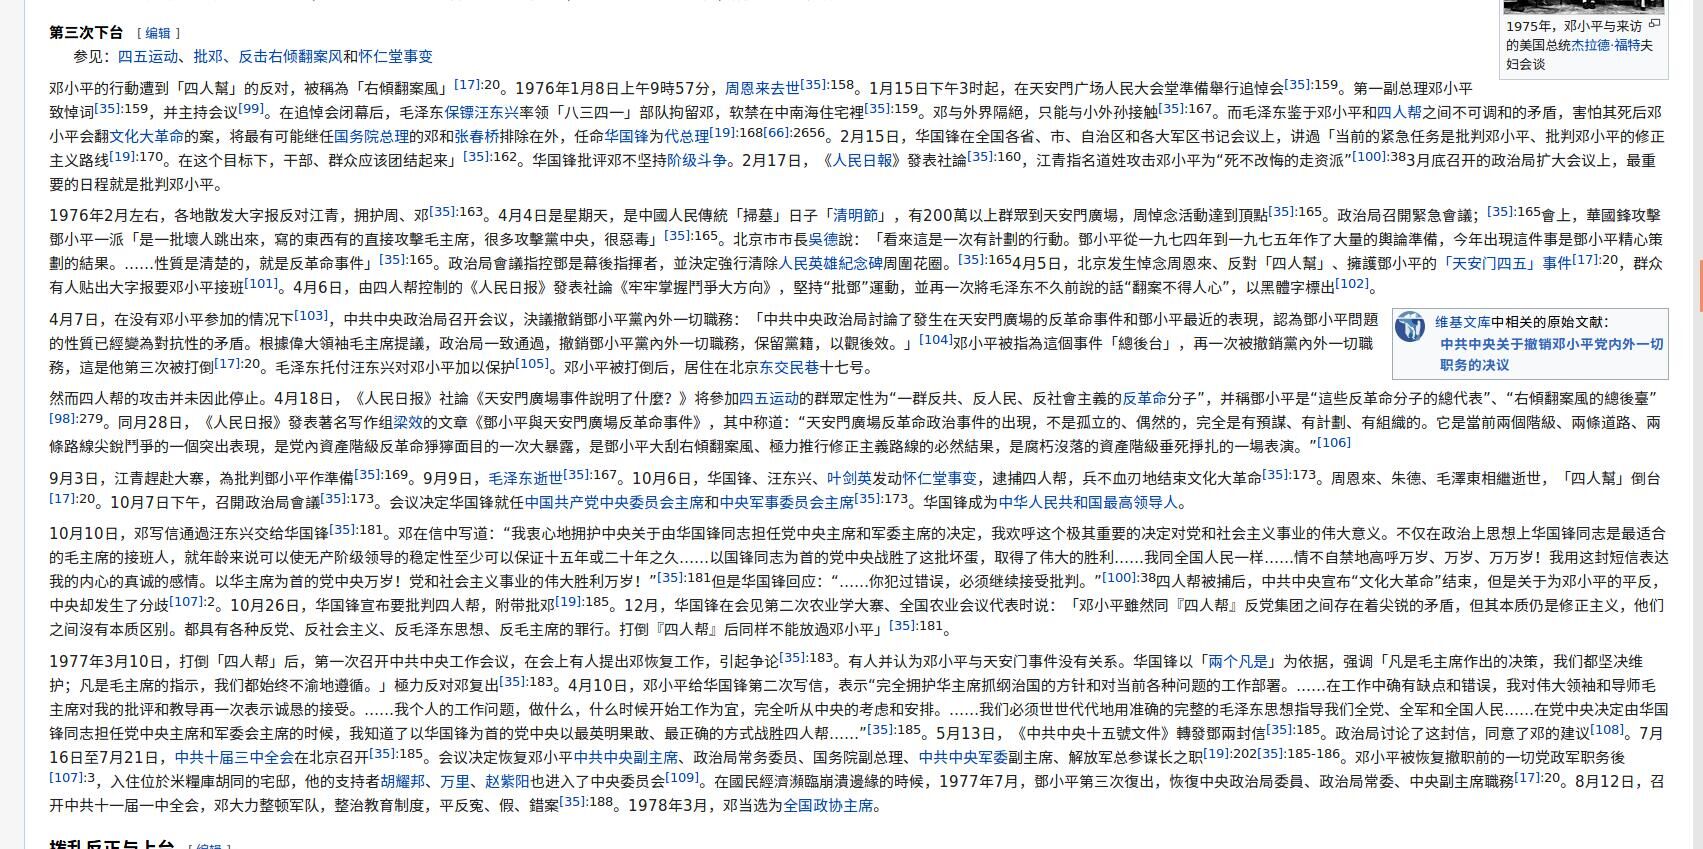 第三次下台 [ 编辑 ]
参见：四五运动、批邓、反击右倾翻案风和怀仁堂事变
1975年，邓小平与来访
的美国总统杰拉德·福特夫
妇会谈
邓小平的行動遭到「四人幫」的反对，被稱為「右傾翻案風」[17]:20。1976年1月8日上午9時57分，周恩来去世[35]:158。1月15日下午3時起，在天安門广场人民大会堂準備舉行追悼会[35]:159。第一副总理邓小平
致悼词[35]:159，并主持会议[99]。在追悼会闭幕后，毛泽东保镖汪东兴率领「八三四一」部队拘留邓，软禁在中南海住宅裡[35]:159。邓与外界隔絕，只能与小外孙接触[35]:167。而毛泽东鉴于邓小平和四人帮之间不可调和的矛盾，害怕其死后邓
小平会翻文化大革命的案，将最有可能继任国务院总理的邓和张春桥排除在外，任命华国锋为代总理[19]:168[66]:2656。2月15日，华国锋在全国各省、市、自治区和各大军区书记会议上，讲過「当前的紧急任务是批判邓小平、批判邓小平的修正
主义路线[19]:170。在这个目标下，干部、群众应该团结起来」[35]:162。华国锋批评邓不坚持阶级斗争。2月17日，《人民日報》發表社論[35]:160，江青指名道姓攻击邓小平为“死不改悔的走资派”[100]:383月底召开的政治局扩大会议上，最重
要的日程就是批判邓小平。
1976年2月左右，各地散发大字报反对江青，拥护周、邓[35]:163。4月4日是星期天，是中國人民傳統「掃墓」日子「清明節」，有200萬以上群眾到天安門廣場，周悼念活動達到頂點[35]:165。政治局召開緊急會議；[35]:165會上，華國鋒攻擊
鄧小平一派「是一批壞人跳出來，寫的東西有的直接攻擊毛主席，很多攻擊黨中央，很惡毒」[35]:165。北京市市長吳德說：「看來這是一次有計劃的行動。鄧小平從一九七四年到一九七五年作了大量的輿論準備，今年出現這件事是鄧小平精心策
劃的結果。……性質是清楚的，就是反革命事件」[35]:165。政治局會議指控鄧是幕後指揮者，並決定強行清除人民英雄紀念碑周圍花圈。[35]:1654月5日，北京发生悼念周恩來、反對「四人幫」、擁護鄧小平的「天安门四五」事件[17]:20，群众
有人贴出大字报要邓小平接班[101]。4月6日，由四人帮控制的《人民日报》發表社論《牢牢掌握鬥爭大方向》，堅持“批鄧”運動，並再一次將毛泽东不久前說的話“翻案不得人心”，以黑體字標出[102]。
4月7日，在没有邓小平参加的情况下[103]，中共中央政治局召开会议，決議撤銷鄧小平黨內外一切職務：「中共中央政治局討論了發生在天安門廣場的反革命事件和鄧小平最近的表現，認為鄧小平問題
的性質已經變為對抗性的矛盾。根據偉大領袖毛主席提議，政治局一致通過，撤銷鄧小平黨內外一切職務，保留黨籍，以觀後效。」[104]邓小平被指為這個事件「總後台」，再一次被撤銷黨內外一切職
務，這是他第三次被打倒[17]:20。毛泽东托付汪东兴对邓小平加以保护[105]。邓小平被打倒后，居住在北京东交民巷十七号。
维基文库中相关的原始文献：
中共中央关于撤销邓小平党内外一切
职务的决议
然而四人帮的攻击并未因此停止。4月18日，《人民日报》社論《天安門廣場事件說明了什麼？》将參加四五运动的群眾定性为“一群反共、反人民、反社會主義的反革命分子”，并稱鄧小平是“這些反革命分子的總代表”、“右傾翻案風的總後臺”
[98]:279。同月28日，《人民日報》發表著名写作组梁效的文章《鄧小平與天安門廣場反革命事件》，其中称道：“天安門廣場反革命政治事件的出現，不是孤立的、偶然的，完全是有預謀、有計劃、有組織的。它是當前兩個階級、兩條道路、兩
條路線尖銳鬥爭的一個突出表現，是党內資產階級反革命猙獰面目的一次大暴露，是鄧小平大刮右傾翻案風、極力推行修正主義路線的必然結果，是腐朽沒落的資產階級垂死掙扎的一場表演。”[106]
9月3日，江青趕赴大寨，為批判鄧小平作準備[35]:169。9月9日，毛泽东逝世[35]:167。10月6日，华国锋、汪东兴、叶剑英发动怀仁堂事变，逮捕四人帮，兵不血刃地结束文化大革命[35]:173。周恩來、朱德、毛澤東相繼逝世，「四人幫」倒台
[17]:20。10月7日下午，召開政治局會議[35]:173。会议决定华国锋就任中国共产党中央委员会主席和中央军事委员会主席[35]:173。华国锋成为中华人民共和国最高领导人。
10月10日，邓写信通過汪东兴交给华国锋[35]:181。邓在信中写道：“我衷心地拥护中央关于由华国锋同志担任党中央主席和军委主席的决定，我欢呼这个极其重要的决定对党和社会主义事业的伟大意义。不仅在政治上思想上华国锋同志是最适合
的毛主席的接班人，就年龄来说可以使无产阶级领导的稳定性至少可以保证十五年或二十年之久……以国锋同志为首的党中央战胜了这批坏蛋，取得了伟大的胜利……我同全国人民一样……情不自禁地高呼万岁、万岁、万万岁！我用这封短信表达
我的内心的真诚的感情。以华主席为首的党中央万岁！党和社会主义事业的伟大胜利万岁！”[35]:181但是华国锋回应：“……你犯过错误，必须继续接受批判。”[100]:38四人帮被捕后，中共中央宣布“文化大革命”结束，但是关于为邓小平的平反，
中央却发生了分歧[107]:2。10月26日，华国锋宣布要批判四人帮，附带批邓[19]:185。12月，华国锋在会见第二次农业学大寨、全国农业会议代表时说：「邓小平雖然同『四人帮』反党集团之间存在着尖锐的矛盾，但其本质仍是修正主义，他们
之间沒有本质区别。都具有各种反党、反社会主义、反毛泽东思想、反毛主席的罪行。打倒『四人帮』后同样不能放過邓小平」[35]:181。
1977年3月10日，打倒「四人帮」后，第一次召开中共中央工作会议，在会上有人提出邓恢复工作，引起争论[35]:183。有人并认为邓小平与天安门事件没有关系。华国锋以「兩个凡是」为依据，强调「凡是毛主席作出的决策，我们都坚决维
护；凡是毛主席的指示，我们都始终不渝地遵循。」極力反对邓复出[35]:183。4月10日，邓小平给华国锋第二次写信，表示“完全拥护华主席抓纲治国的方针和对当前各种问题的工作部署。……在工作中确有缺点和错误，我对伟大领袖和导师毛
主席对我的批评和教导再一次表示诚恳的接受。……我个人的工作问题，做什么，什么时候开始工作为宜，完全听从中央的考虑和安排。……我们必须世世代代地用准确的完整的毛泽东思想指导我们全党、全军和全国人民……在党中央决定由华国
锋同志担任党中央主席和军委会主席的时候，我知道了以华国锋为首的党中央以最英明果敢、最正确的方式战胜四人帮……”[35]:185。5月13日，《中共中央十五號文件》轉發鄧兩封信[35]:185。政治局讨论了这封信，同意了邓的建议[108]。7月
16日至7月21日，中共十届三中全会在北京召开[35]:185。会议决定恢复邓小平中共中央副主席、政治局常务委员、国务院副总理、中共中央军委副主席、解放军总参谋长之职[19]:202[35]:185-186。邓小平被恢复撤职前的一切党政军职务後
[107]:3，入住位於米糧庫胡同的宅邸，他的支持者胡耀邦、万里、赵紫阳也进入了中央委员会[109]。在國民經濟瀕臨崩潰邊緣的時候，1977年7月，鄧小平第三次復出，恢復中央政治局委員、政治局常委、中央副主席職務[17]:20。8月12日，召
开中共十一届一中全会，邓大力整顿军队，整治教育制度，平反冤、假、錯案[35]:188。1978年3月，邓当选为全国政协主席。
拨乱反正与上台 [ 编辑 ]